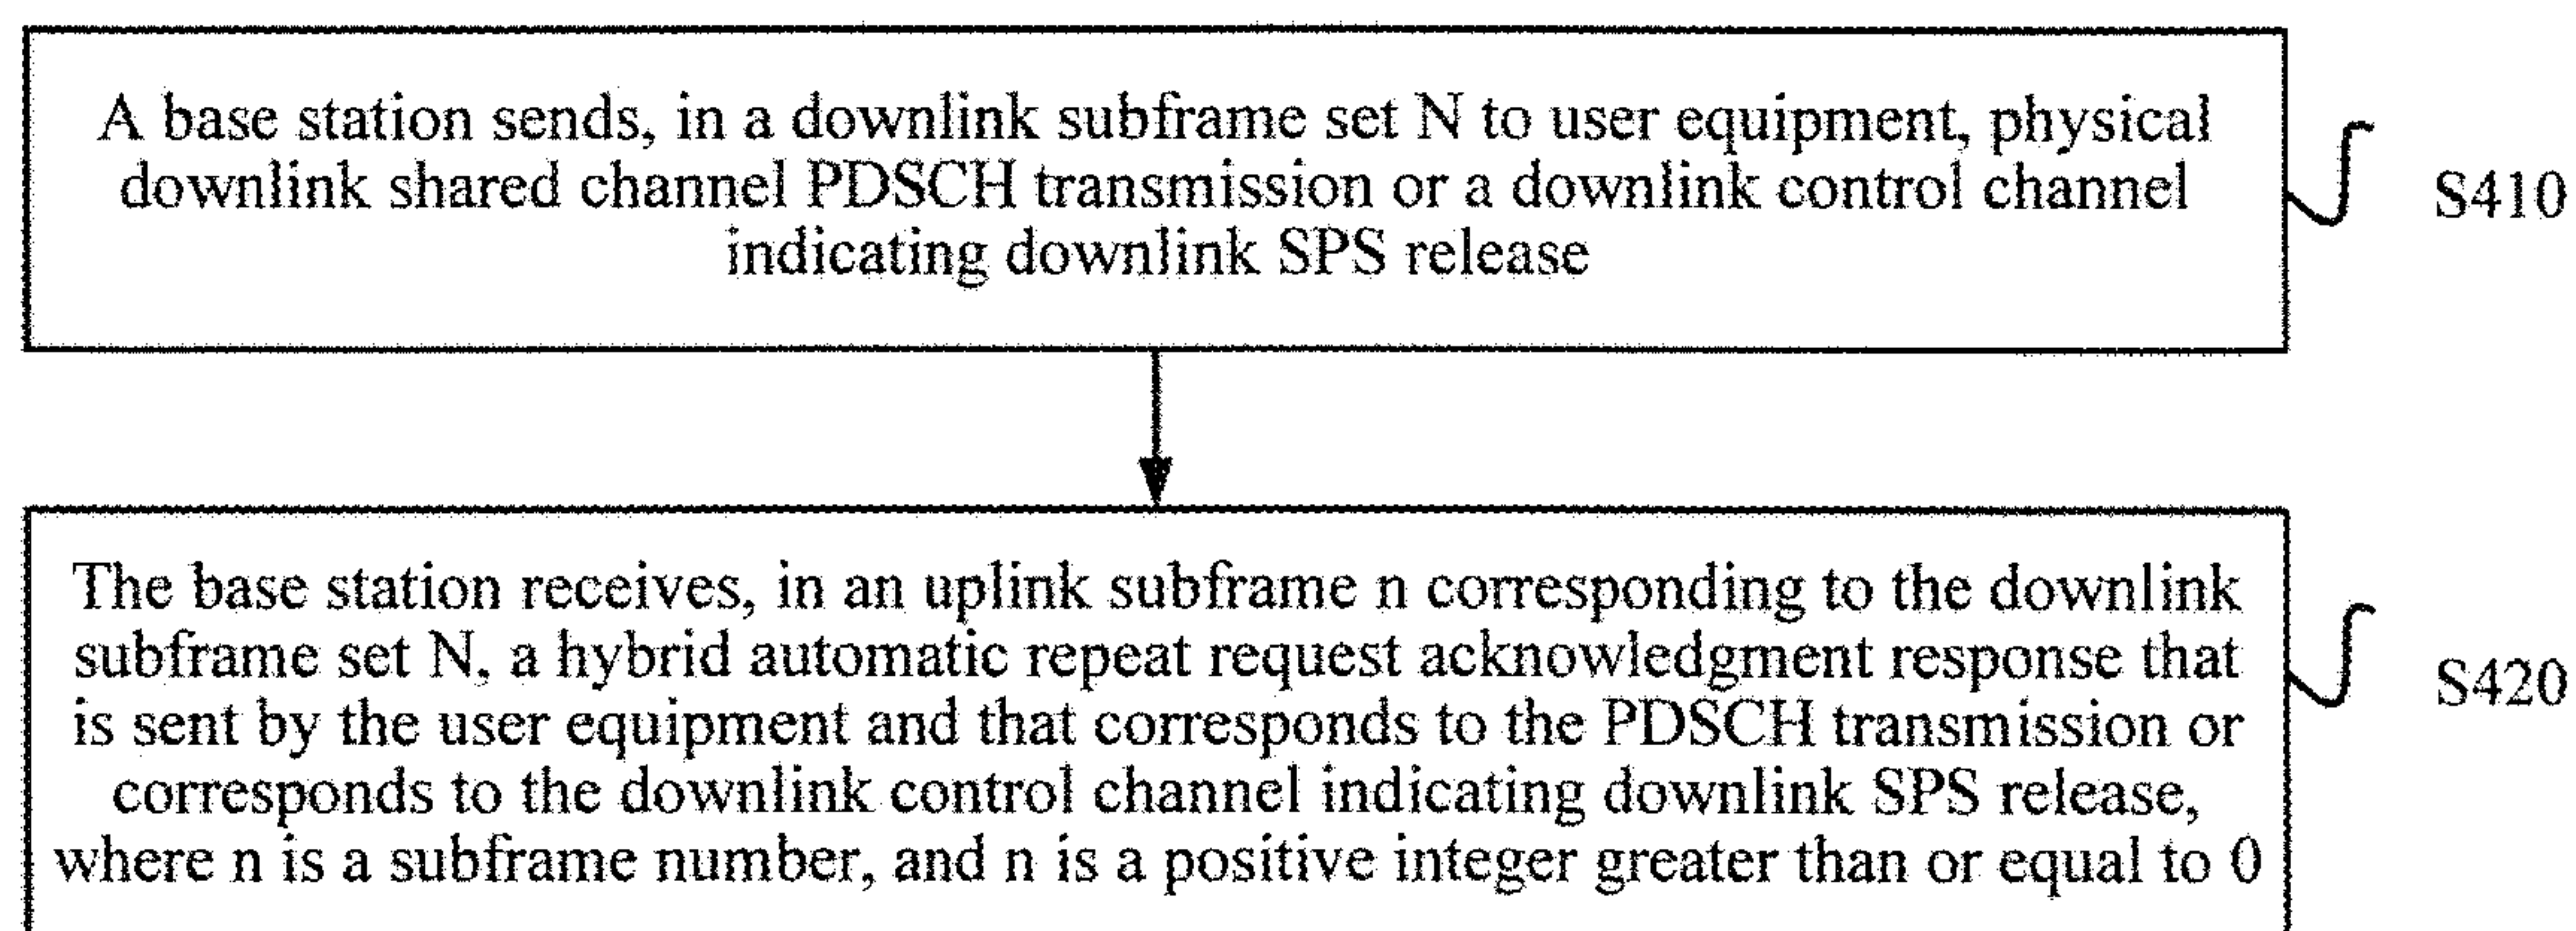 A base station sends, in a downlink subframe set N to user equipment, physical
downlink shared channel PDSCH transmission or a downlink control channel
indicating downlink SPS release
S410
The base station receives, in an uplink subframe n corresponding to the downlink
subframe set N, a hybrid automatic repeat request acknowledgment response that
is sent by the user equipment and that corresponds to the PDSCH transmission or
corresponds to the downlink control channel indicating downlink SPS release,
where n is a subframe number, and n is a positive integer greater than or equal to 0
S420